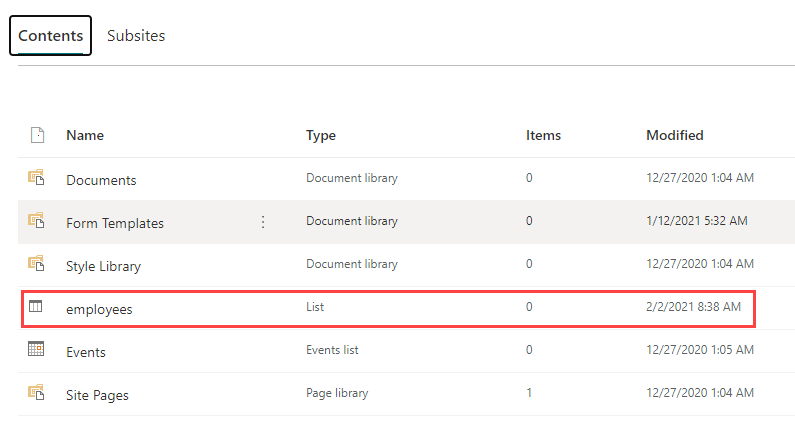 Contents Subsites
Name Type Items Modified
Documents Document library 0 12/27/2020 1:04 AM
Form Templates Document library 0 1/12/2021 5:32 AM
Style Library Document library 0 12/27/2020 1:04 AM
employees List 0 2/2/2021 8:38 AM
Events Events list 0 12/27/2020 1:05 AM
Site Pages Page library 1 12/27/2020 1:04 AM